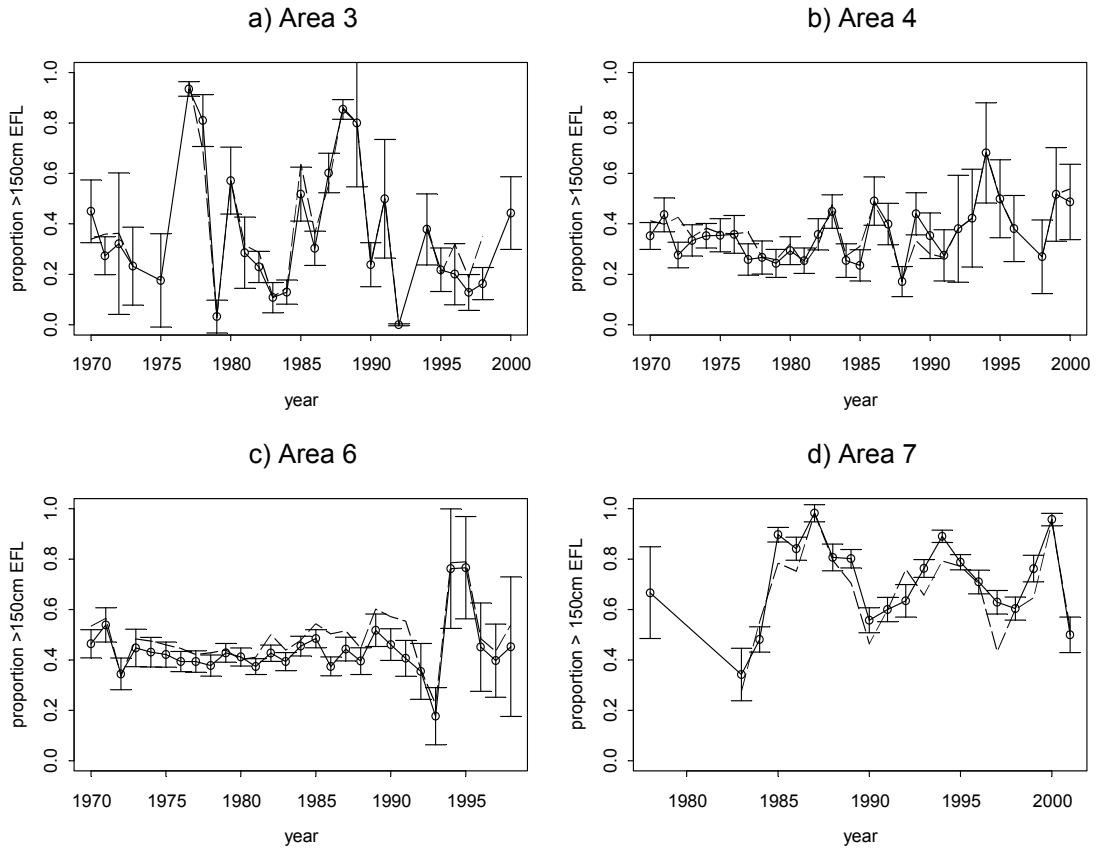 a) Area 3
proportion >150cm EFL
0.0 0.2 0.4 0.6 0.8 1.0
1970 1975 1980 1985 1990 1995 2000
year
b) Area 4
proportion >150cm EFL
0.0 0.2 0.4 0.6 0.8 1.0
1970 1975 1980 1985 1990 1995 2000
year
c) Area 6
proportion >150cm EFL
0.0 0.2 0.4 0.6 0.8 1.0
1970 1975 1980 1985 1990 1995
year
d) Area 7
proportion > 150cm EFL
0.0 0.2 0.4 0.6 0.8 1.0
1980 1985 1990 1995 2000
year